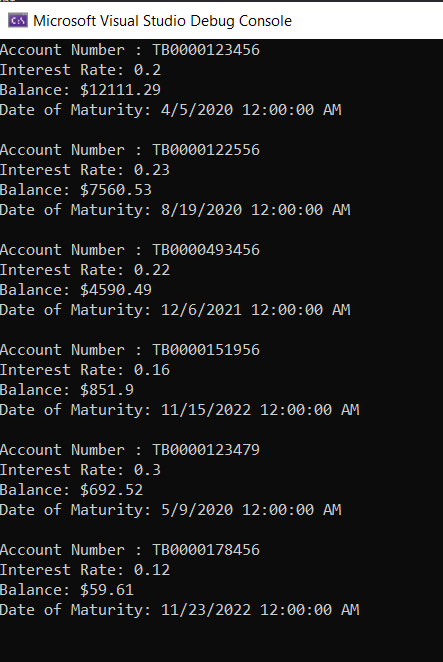 Microsoft Visual Studio Debug Console
Account Number : TB0000123456
Interest Rate: 0.2
Balance: $12111.29
Date of Maturity: 4/5/2020 12:00:00 AM
Account Number : TB0000122556
Interest Rate: 0.23
Balance: $7560.53
Date of Maturity: 8/19/2020 12:00:00 AM
Account Number : TB0000493456
Interest Rate: 0.22
Balance: $4590.49
Date of Maturity: 12/6/2021 12:00:00 AM
Account Number : TB0000151956
Interest Rate: 0.16
Balance: $851.9
Date of Maturity: 11/15/2022 12:00:00 AM
Account Number : TB0000123479
Interest Rate: 0.3
Balance: $692.52
Date of Maturity: 5/9/2020 12:00:00 AM
Account Number : TB0000178456
Interest Rate: 0.12
Balance: $59.61
Date of Maturity: 11/23/2022 12:00:00 AM